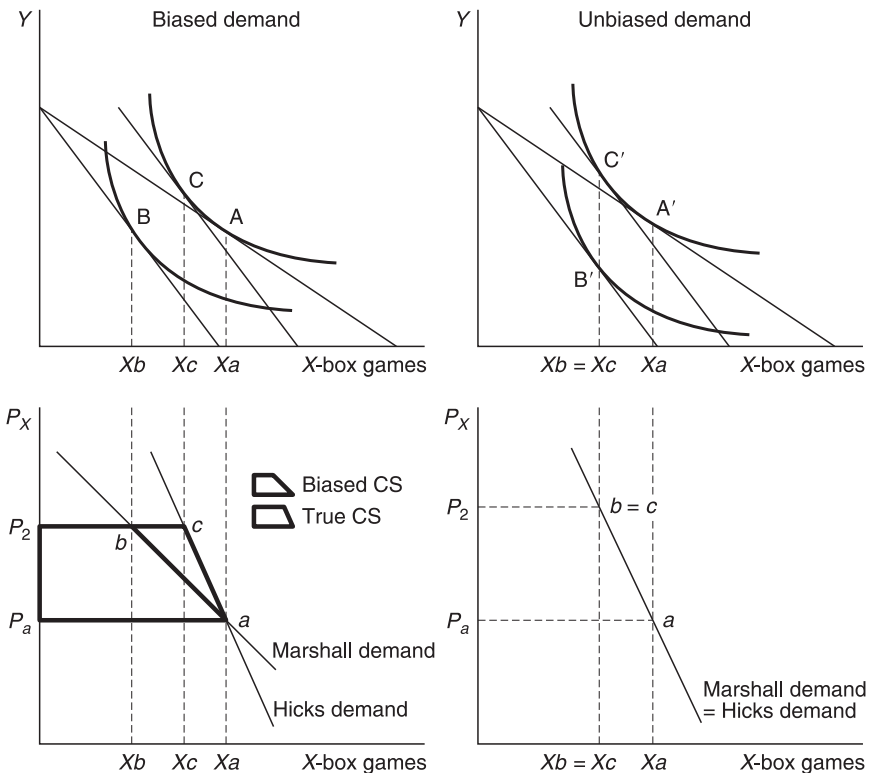 Y
Biased demand
C
A
B
Xb
Xc
Xa
X-box games
Y
Unbiased demand
C′
A′
B′
Xb = Xc
Xa
X-box games
PX
Biased CS
True CS
P2
b
c
Pa
a
Marshall demand
Hicks demand
Xb
Xc
Xa
X-box games
PX
P2
b = c
Pa
a
Marshall demand
= Hicks demand
Xb = Xc
Xa
X-box games